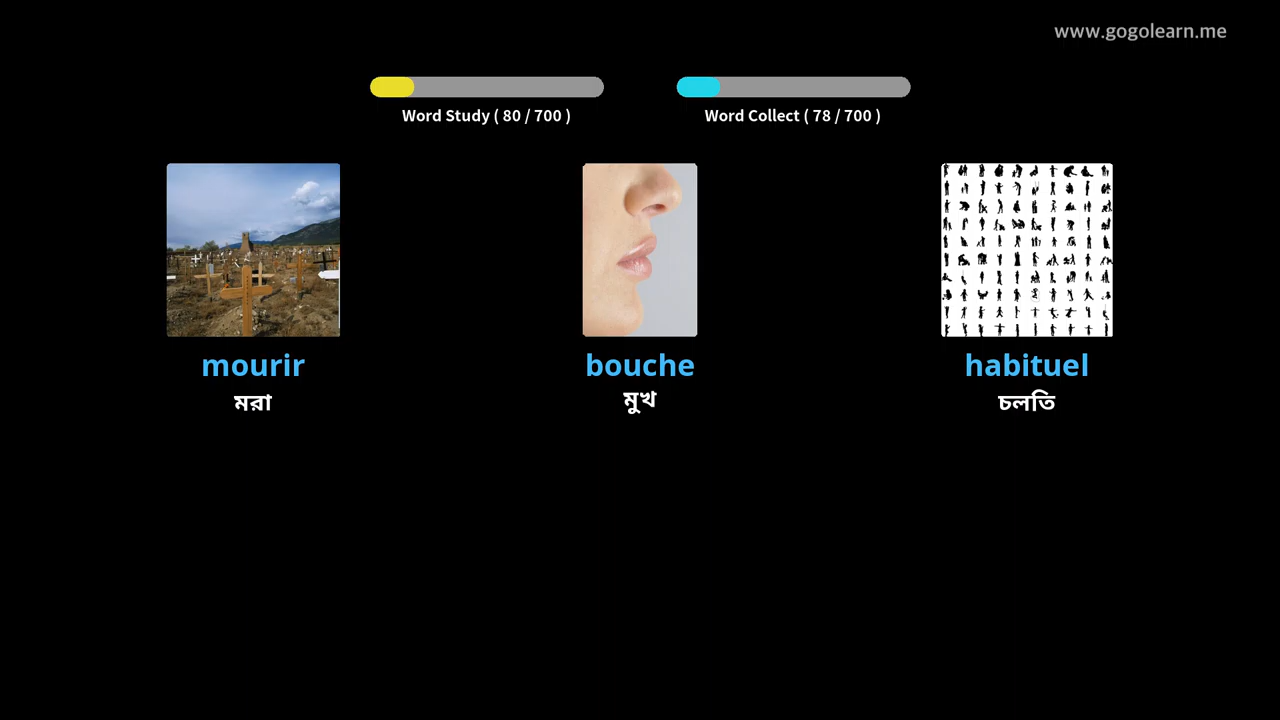 www.gogolearn.me
Word Study ( 80 / 700 )
Word Collect ( 78 / 700 )
mourir
bouche
habituel
মরা
মুখ
চলতি